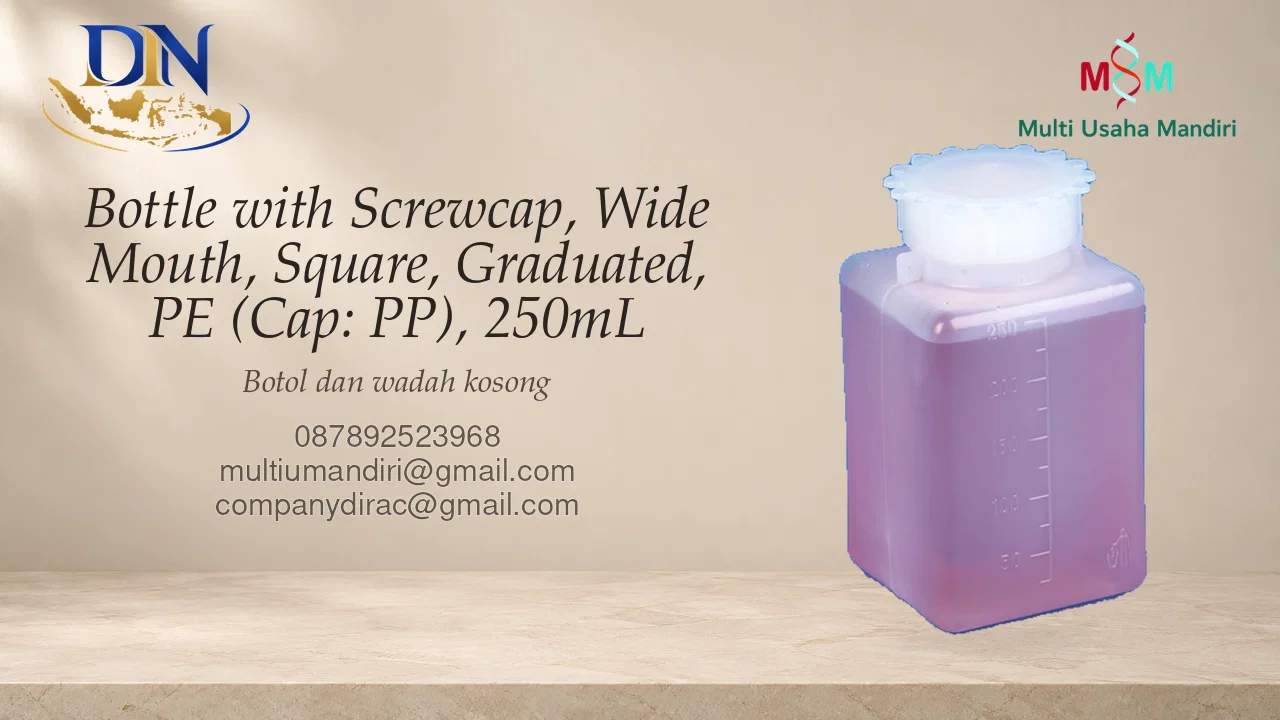 DN
M M
Multi Usaha Mandiri
Bottle with Screwcap, Wide
Mouth, Square, Graduated,
PE (Cap: PP), 250mL
Botol dan wadah kosong
087892523968
multiumandiri@gmail.com
companydirac@gmail.com
250
200
150
100
50